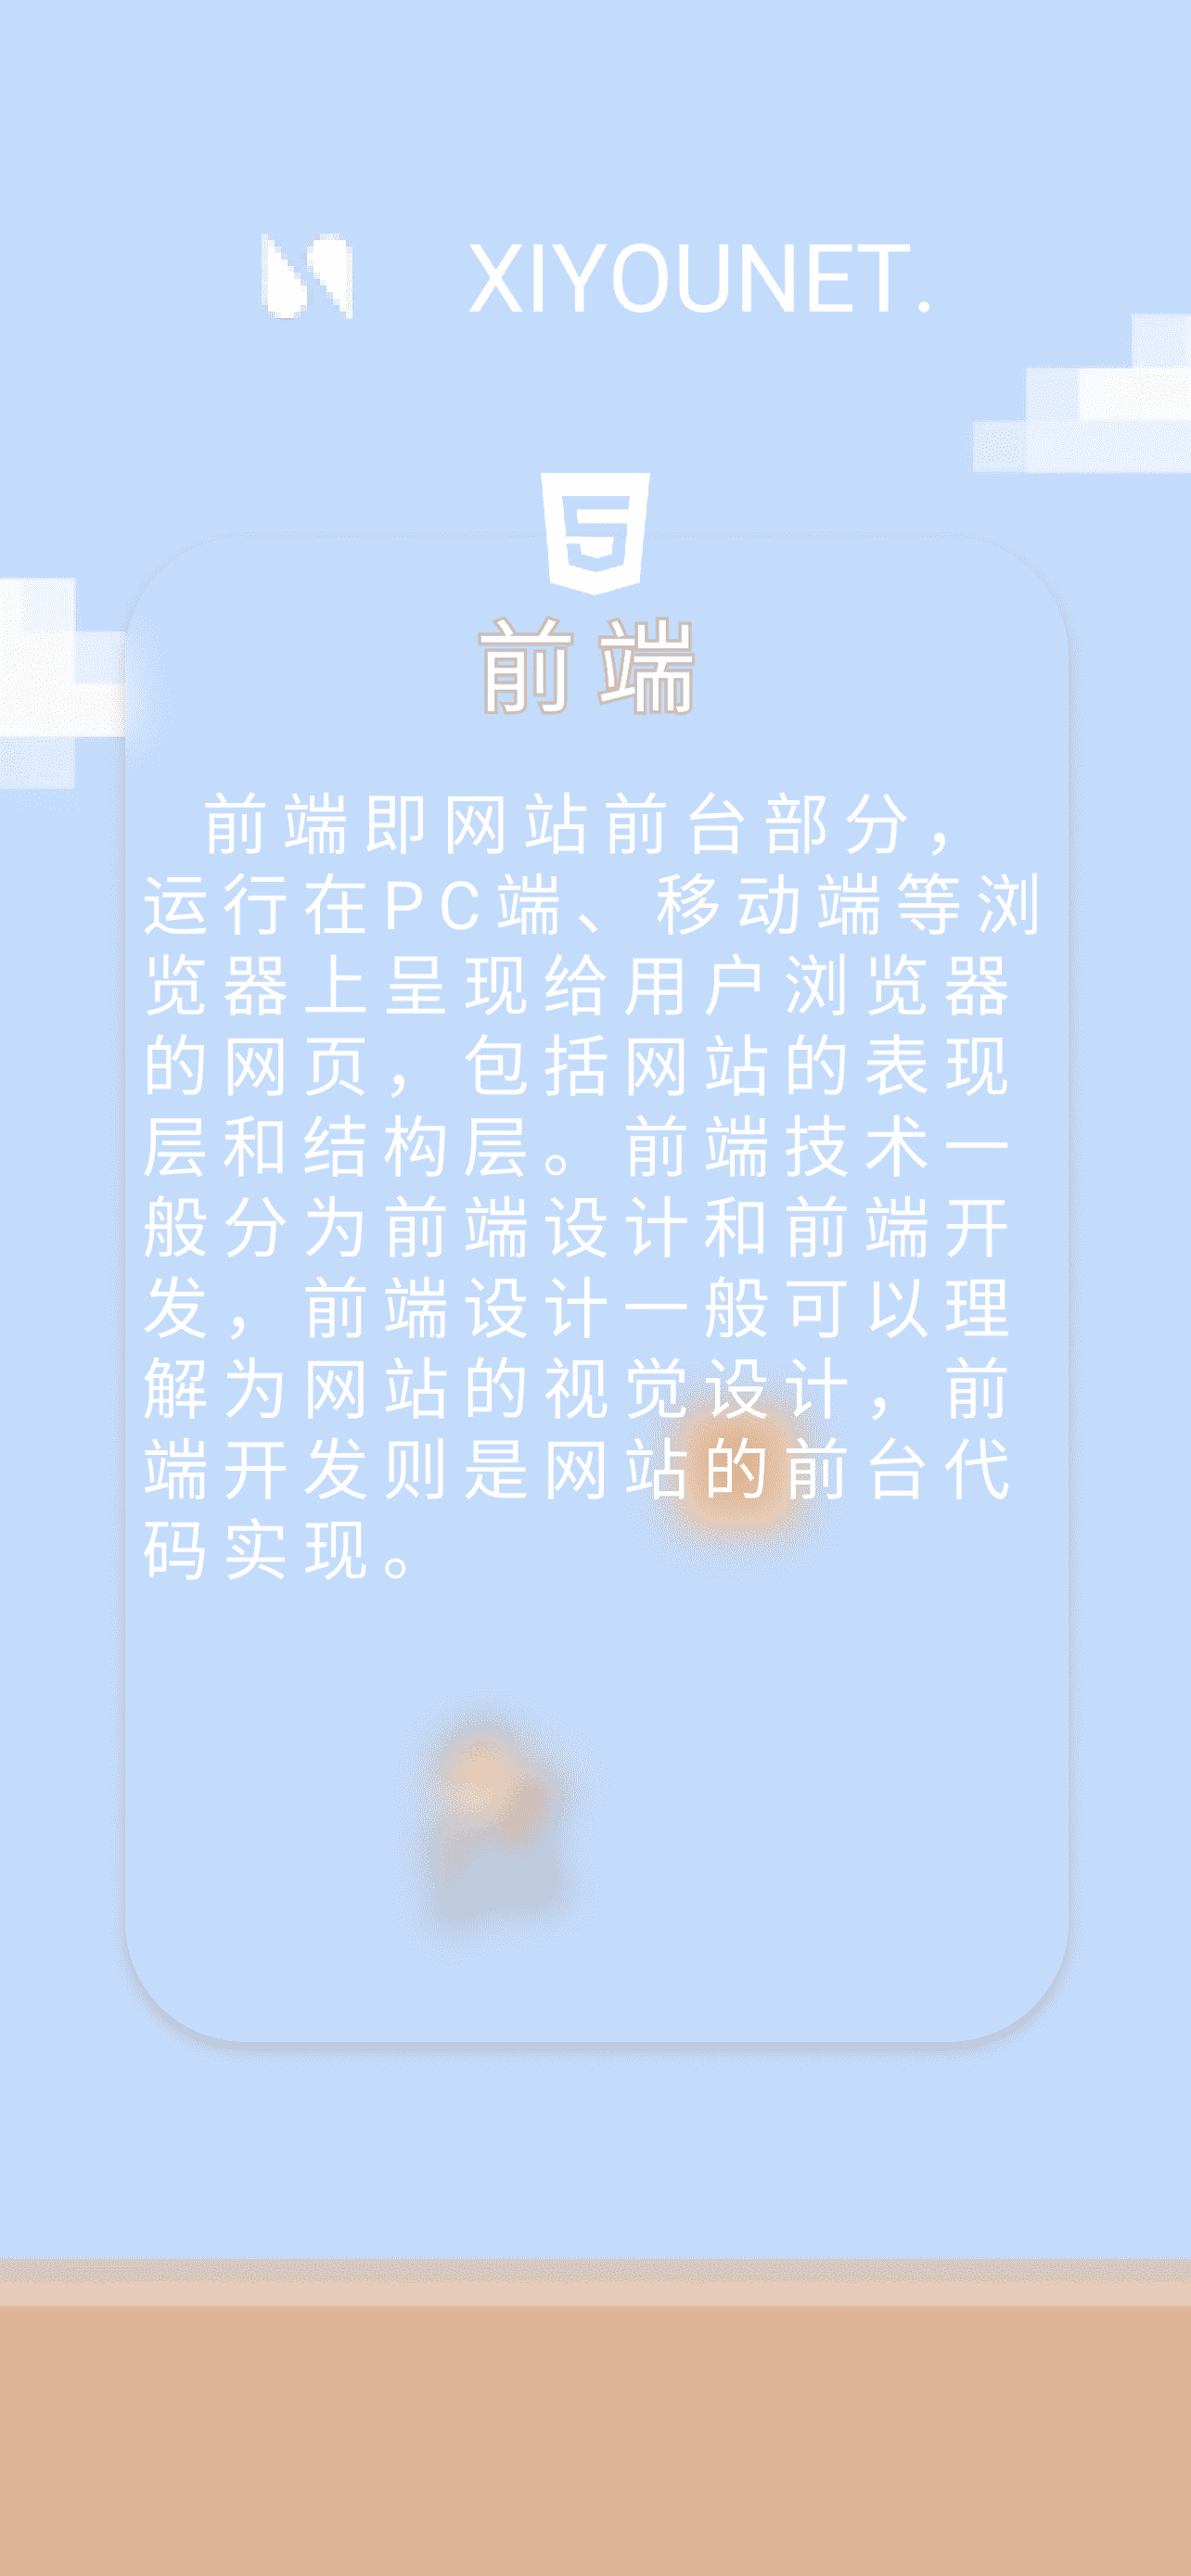 XIYOUNET.
前端
前端即网站前台部分，
运行在PC端、移动端等浏
览器上呈现给用户浏览器
的网页，包括网站的表现
层和结构层。前端技术一
般分为前端设计和前端开
发，前端设计一般可以理
解为网站的视觉设计，前
端开发则是网站的前台代
码实现。